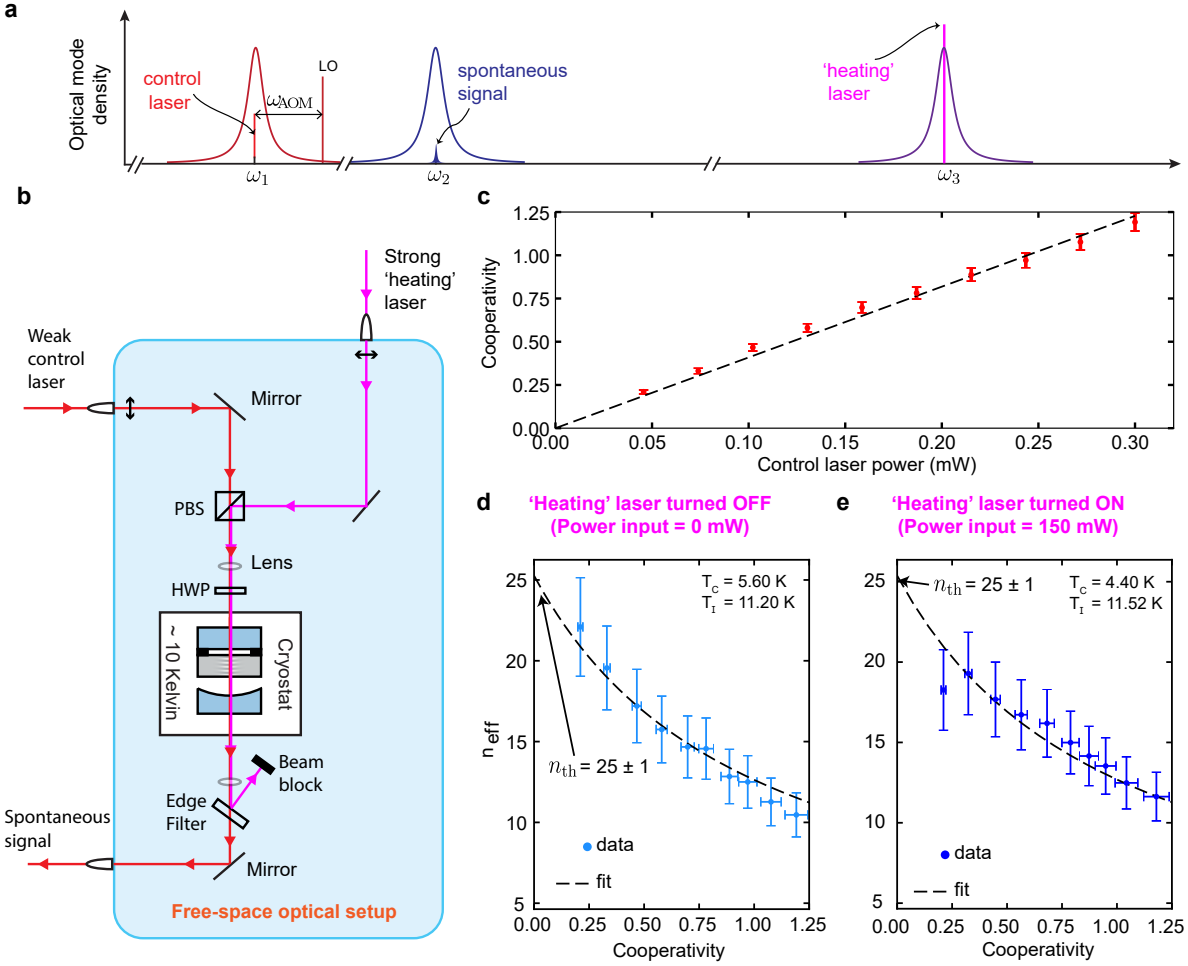 a
Optical mode
density
control
laser
ω_AOM
LO
spontaneous
signal
'heating'
laser
ω₁
ω₂
ω₃
b
Strong
'heating'
laser
Weak
control
laser
Mirror
PBS
Lens
HWP
~ 10 Kelvin
Cryostat
Beam
block
Edge
Filter
Spontaneous
signal
Mirror
Free-space optical setup
c
Cooperativity
1.25
1.00
0.75
0.50
0.25
0.00
0.00
0.05
0.10
0.15
0.20
0.25
0.30
Control laser power (mW)
d
'Heating' laser turned OFF
(Power input = 0 mW)
25
20
15
10
5
n_eff
T_C = 5.60 K
T_I = 11.20 K
n_th = 25 ± 1
data
fit
0.00
0.25
0.50
0.75
1.00
1.25
Cooperativity
e
'Heating' laser turned ON
(Power input = 150 mW)
25
20
15
10
5
n_th = 25 ± 1
T_C = 4.40 K
T_I = 11.52 K
data
fit
0.00
0.25
0.50
0.75
1.00
1.25
Cooperativity